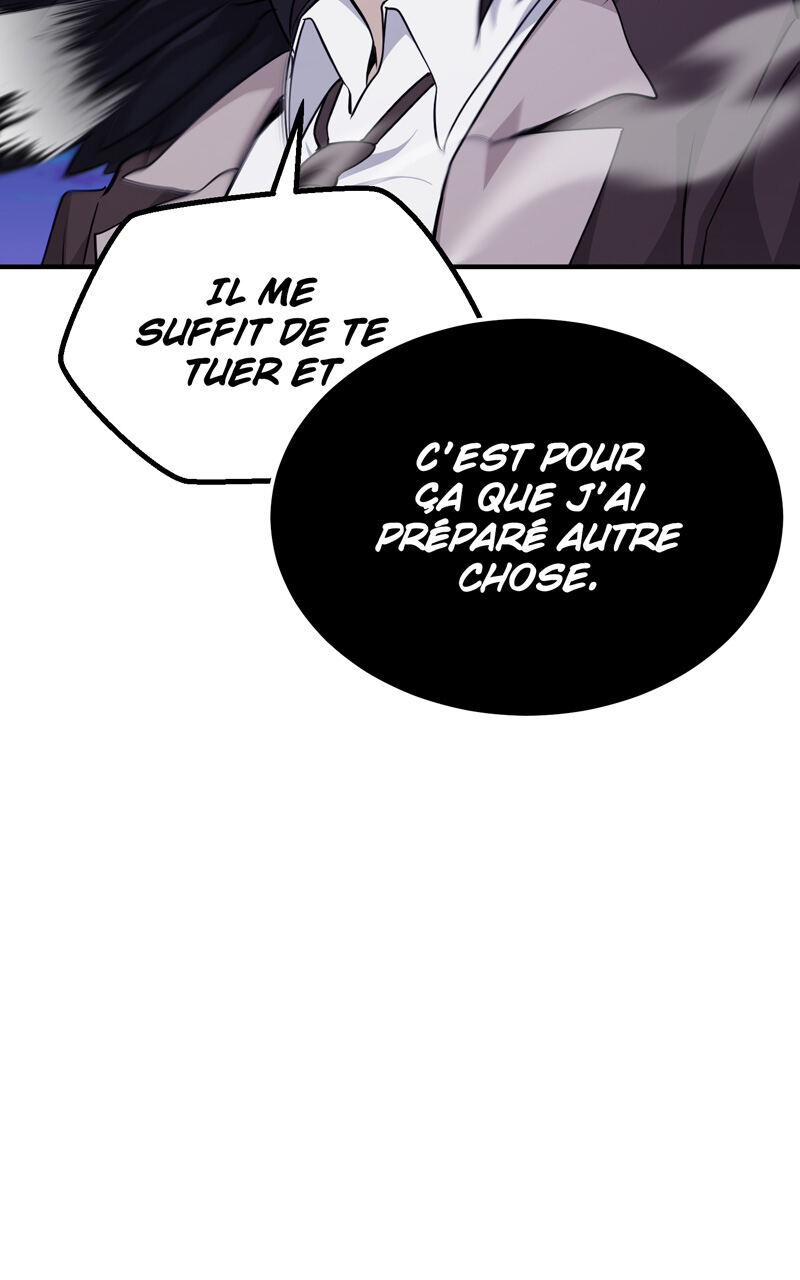 IL ME
SUFFIT DE TE
TUER ET
C'EST POUR
ÇA QUE J'AI
PRÉPARÉ AUTRE
CHOSE.